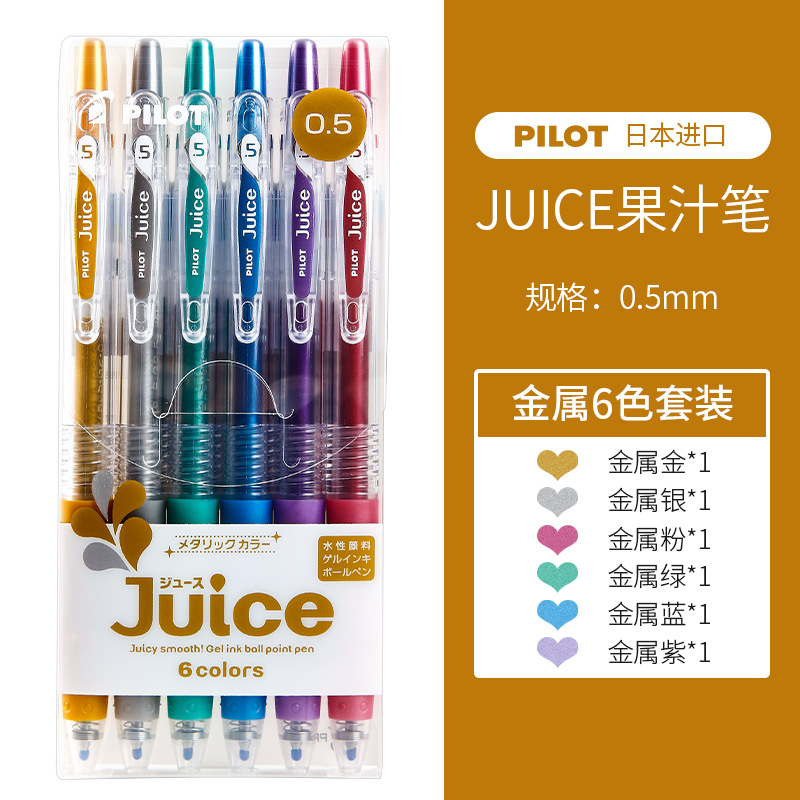 PILOT
0.5
.5
.5
.5
.5
.5
.5
PILOT Juice
PILOT Juice
PILOT Juice
PILOT Juice
PILOT Juice
PILOT Juice
メタリックカラー
水性顔料
ゲルインキ
ボールペン
ジュース
Juice
Juicy smooth! Gel ink ball point pen
6 colors
PILOT 日本进口
JUICE果汁笔
规格：0.5mm
金属6色套装
金属金*1
金属银*1
金属粉*1
金属绿*1
金属蓝*1
金属紫*1